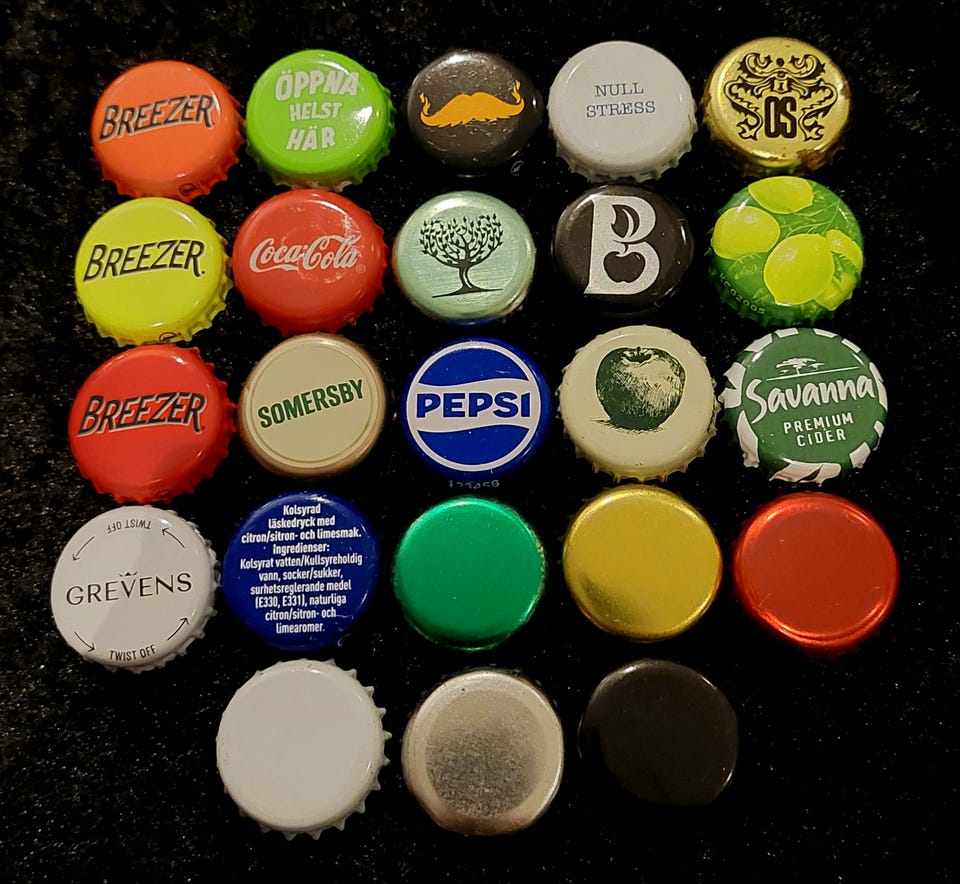 BREEZER
ÖPPNA
HELST
HÄR
NULL
STRESS
OS
BREEZER.
Coca-Cola
B
BREEZER
SOMERSBY
PEPSI
123456
Savanna
PREMIUM
CIDER
TWIST OFF
GREVENS
TWIST OFF
Kolsyrad
läskedryck med
citron/sitron- och limesmak.
Ingredienser:
Kolsyrat vatten/Kullsyreholdig
vann, socker/sukker,
surhetsreglerande medel
(E330, E331), naturliga
citron/sitron- och
limearomer.